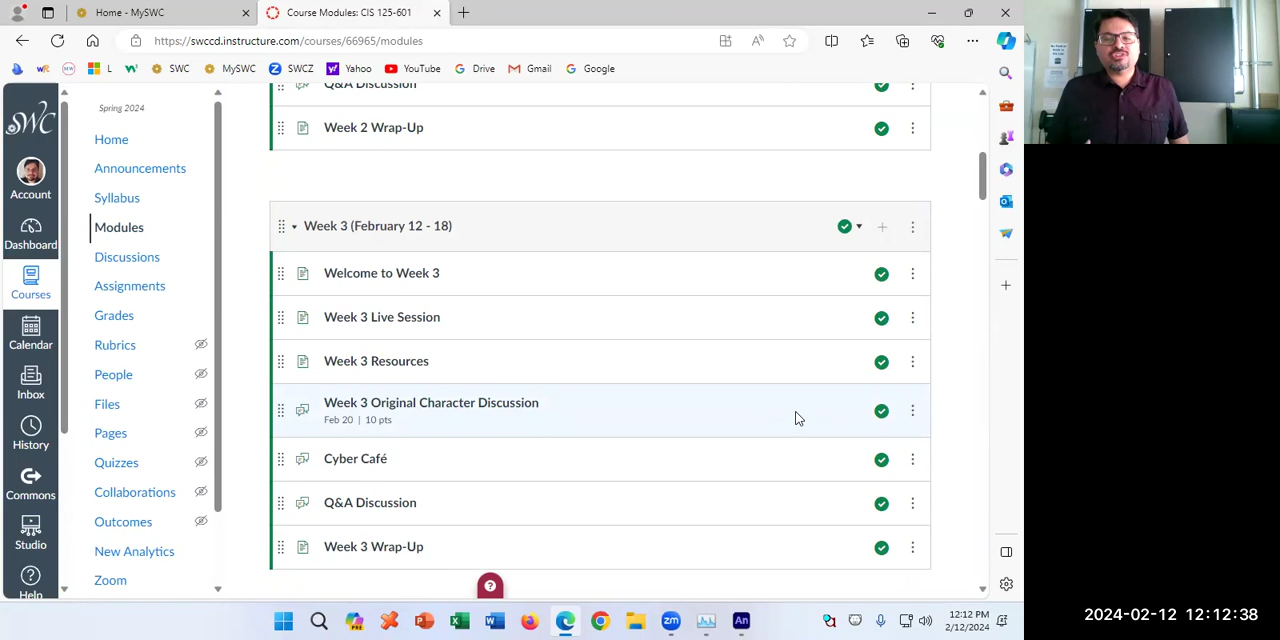 Home - MySWC
Course Modules: CIS 125-601
https://swccd.instructure.com/courses/66965/modules
L
SWC
MySWC
SWCZ
Yahoo
YouTube
Drive
Gmail
Google
SWC
Account
Dashboard
Courses
Calendar
Inbox
History
Commons
Studio
Help
Spring 2024
Home
Announcements
Syllabus
Modules
Discussions
Assignments
Grades
Rubrics
People
Files
Pages
Quizzes
Collaborations
Outcomes
New Analytics
Zoom
Q&A Discussion
Week 2 Wrap-Up
Week 3 (February 12 - 18)
Welcome to Week 3
Week 3 Live Session
Week 3 Resources
Week 3 Original Character Discussion
Feb 20 | 10 pts
Cyber Café
Q&A Discussion
Week 3 Wrap-Up
12:12 PM
2/12/2024
2024-02-12 12:12:38